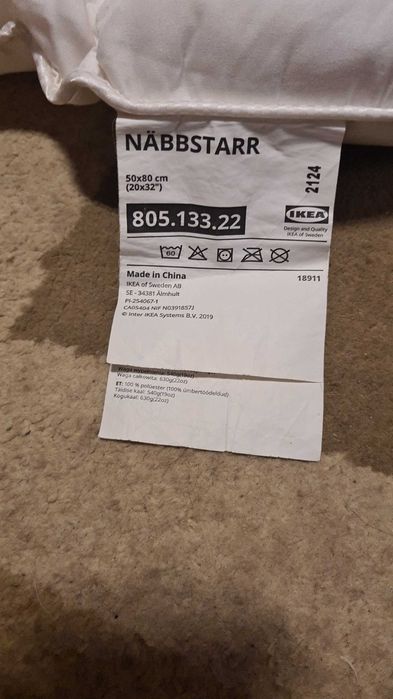 NÄBBSTARR
50x80 cm
(20x32")
2124
805.133.22
IKEA
Design and Quality
IKEA of Sweden
60
Made in China
18911
IKEA of Sweden AB
SE - 34381 Älmhult
PI-254067-1
CA05404 NIF N0391857J
© Inter IKEA Systems B.V. 2019
Waga całkowita: 630g(22oz)
ET: 100 % polüester (100% ümbertöödeldud)
Täidise kaal: 540g(19oz)
Kogukaal: 630g(22oz)